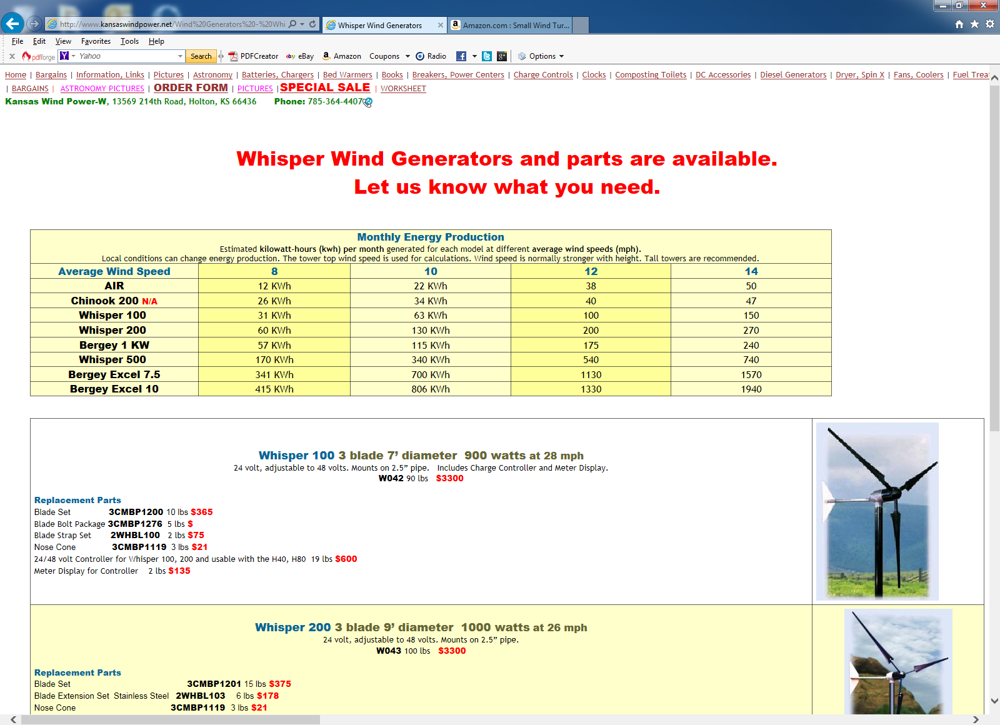 http://www.kansaswindpower.net/Wind%20Generators%20-%20Whi
Whisper Wind Generators
Amazon.com : Small Wind Tur...
File Edit View Favorites Tools Help
pdfforge Yahoo Search PDFCreator eBay Amazon Coupons Radio Options
Home | Bargains | Information, Links | Pictures | Astronomy | Batteries, Chargers | Bed Warmers | Books | Breakers, Power Centers | Charge Controls | Clocks | Composting Toilets | DC Accessories | Diesel Generators | Dryer, Spin X | Fans, Coolers | Fuel Trea
| BARGAINS | ASTRONOMY PICTURES | ORDER FORM | PICTURES | SPECIAL SALE | WORKSHEET
Kansas Wind Power-W, 13569 214th Road, Holton, KS 66436 Phone: 785-364-4407
Whisper Wind Generators and parts are available.
Let us know what you need.
Monthly Energy Production
Estimated kilowatt-hours (kwh) per month generated for each model at different average wind speeds (mph).
Local conditions can change energy production. The tower top wind speed is used for calculations. Wind speed is normally stronger with height. Tall towers are recommended.
Average Wind Speed 8 10 12 14
AIR 12 KWh 22 KWh 38 50
Chinook 200 N/A 26 KWh 34 KWh 40 47
Whisper 100 31 KWh 63 KWh 100 150
Whisper 200 60 KWh 130 KWh 200 270
Bergey 1 KW 57 KWh 115 KWh 175 240
Whisper 500 170 KWh 340 KWh 540 740
Bergey Excel 7.5 341 KWh 700 KWh 1130 1570
Bergey Excel 10 415 KWh 806 KWh 1330 1940
Whisper 100 3 blade 7’ diameter 900 watts at 28 mph
24 volt, adjustable to 48 volts. Mounts on 2.5” pipe. Includes Charge Controller and Meter Display.
W042 90 lbs $3300
Replacement Parts
Blade Set 3CMBP1200 10 lbs $365
Blade Bolt Package 3CMBP1276 5 lbs $
Blade Strap Set 2WHBL100 2 lbs $75
Nose Cone 3CMBP1119 3 lbs $21
24/48 volt Controller for Whisper 100, 200 and usable with the H40, H80 19 lbs $600
Meter Display for Controller 2 lbs $135
Whisper 200 3 blade 9’ diameter 1000 watts at 26 mph
24 volt, adjustable to 48 volts. Mounts on 2.5” pipe.
W043 100 lbs $3300
Replacement Parts
Blade Set 3CMBP1201 15 lbs $375
Blade Extension Set Stainless Steel 2WHBL103 6 lbs $178
Nose Cone 3CMBP1119 3 lbs $21